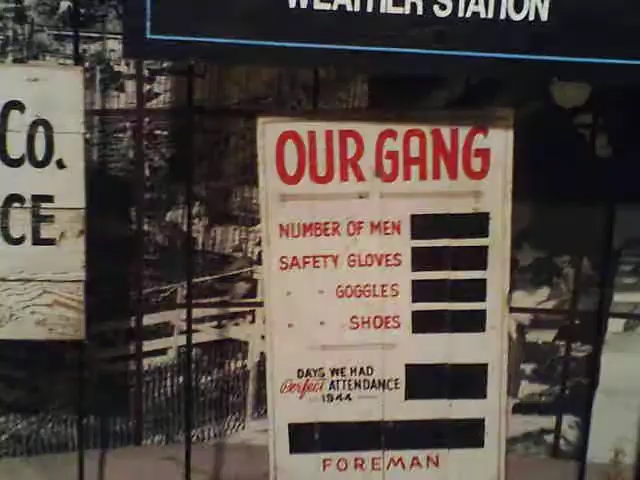 WEATHER STATION
Co.
CE
OUR GANG
NUMBER OF MEN
SAFETY GLOVES
" " GOGGLES
" " SHOES
DAYS WE HAD
Perfect ATTENDANCE
1944
FOREMAN